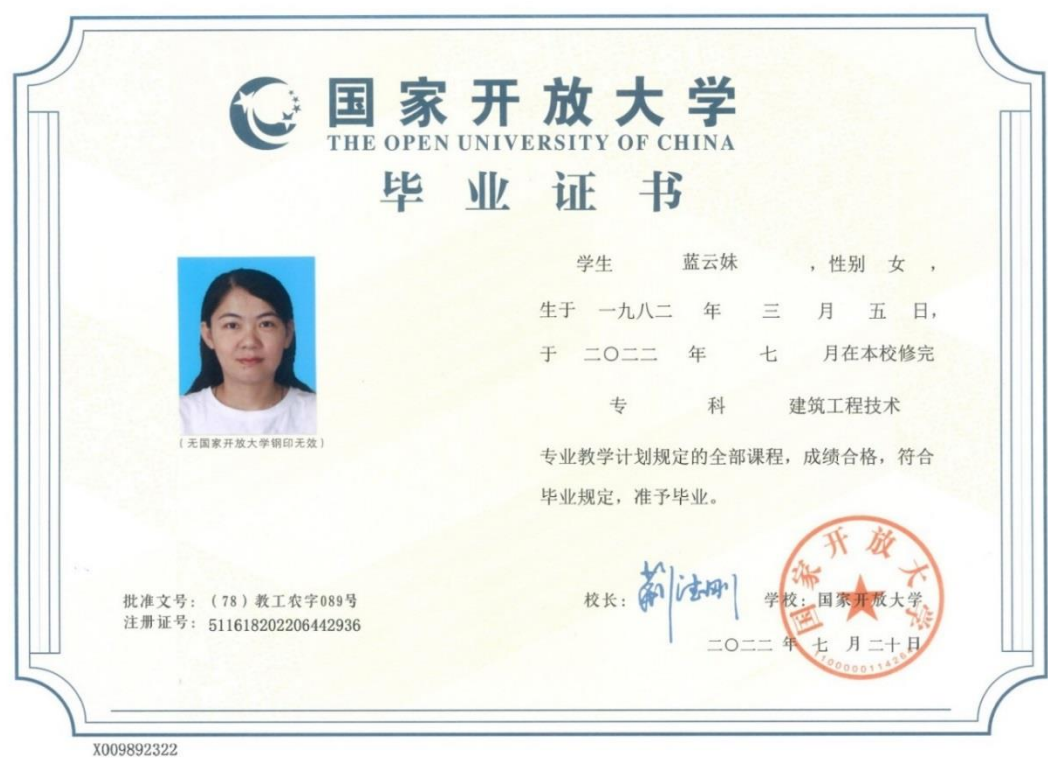 国家开放大学
THE OPEN UNIVERSITY OF CHINA
毕业证书
学生 蓝云妹 ，性别 女 ，
生于 一九八二 年 三 月 五 日，
于 二〇二二 年 七 月在本校修完
专 科 建筑工程技术
专业教学计划规定的全部课程，成绩合格，符合
毕业规定，准予毕业。
（无国家开放大学钢印无效）
批准文号：（78）教工农字089号
注册证号：511618202206442936
校长：荆德刚 学校：国家开放大学
二〇二二 年 七 月 二十 日
国家开放大学
X009892322